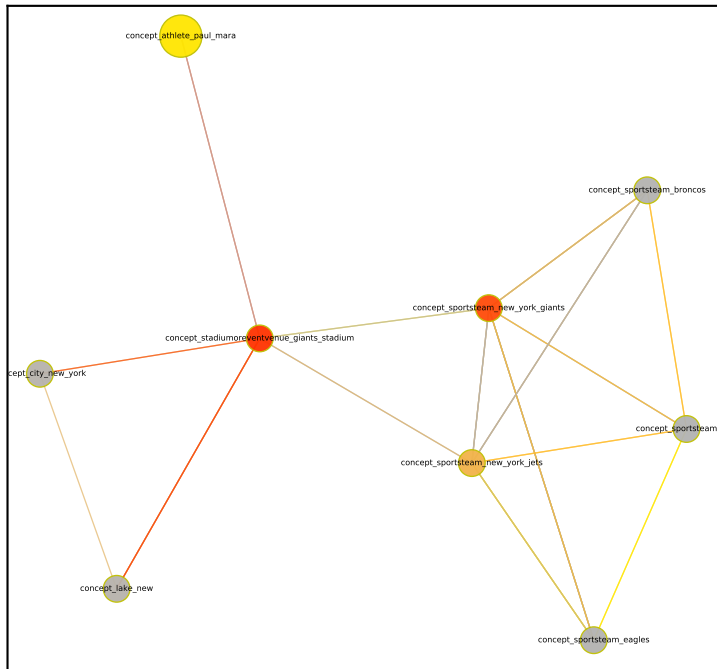 concept_athlete_paul_mara
concept_sportsteam_broncos
concept_sportsteam_new_york_giants
concept_stadiumoreventvenue_giants_stadium
cept_city_new_york
concept_sportsteam
concept_sportsteam_new_york_jets
concept_lake_new
concept_sportsteam_eagles